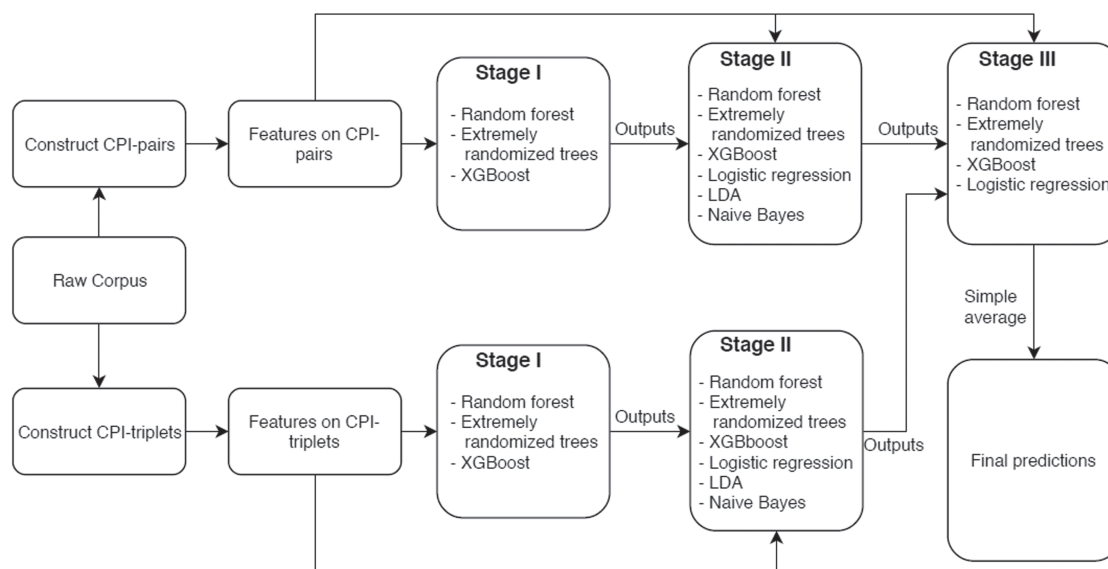 Construct CPI-pairs
Features on CPI-
pairs
Stage I
- Random forest
- Extremely
randomized trees
- XGBoost
Outputs
Stage II
- Random forest
- Extremely
randomized trees
- XGBoost
- Logistic regression
- LDA
- Naive Bayes
Outputs
Stage III
- Random forest
- Extremely
randomized trees
- XGBoost
- Logistic regression
Raw Corpus
Simple
average
Construct CPI-triplets
Features on CPI-
triplets
Stage I
- Random forest
- Extremely
randomized trees
- XGBoost
Outputs
Stage II
- Random forest
- Extremely
randomized trees
- XGBboost
- Logistic regression
- LDA
- Naive Bayes
Outputs
Final predictions